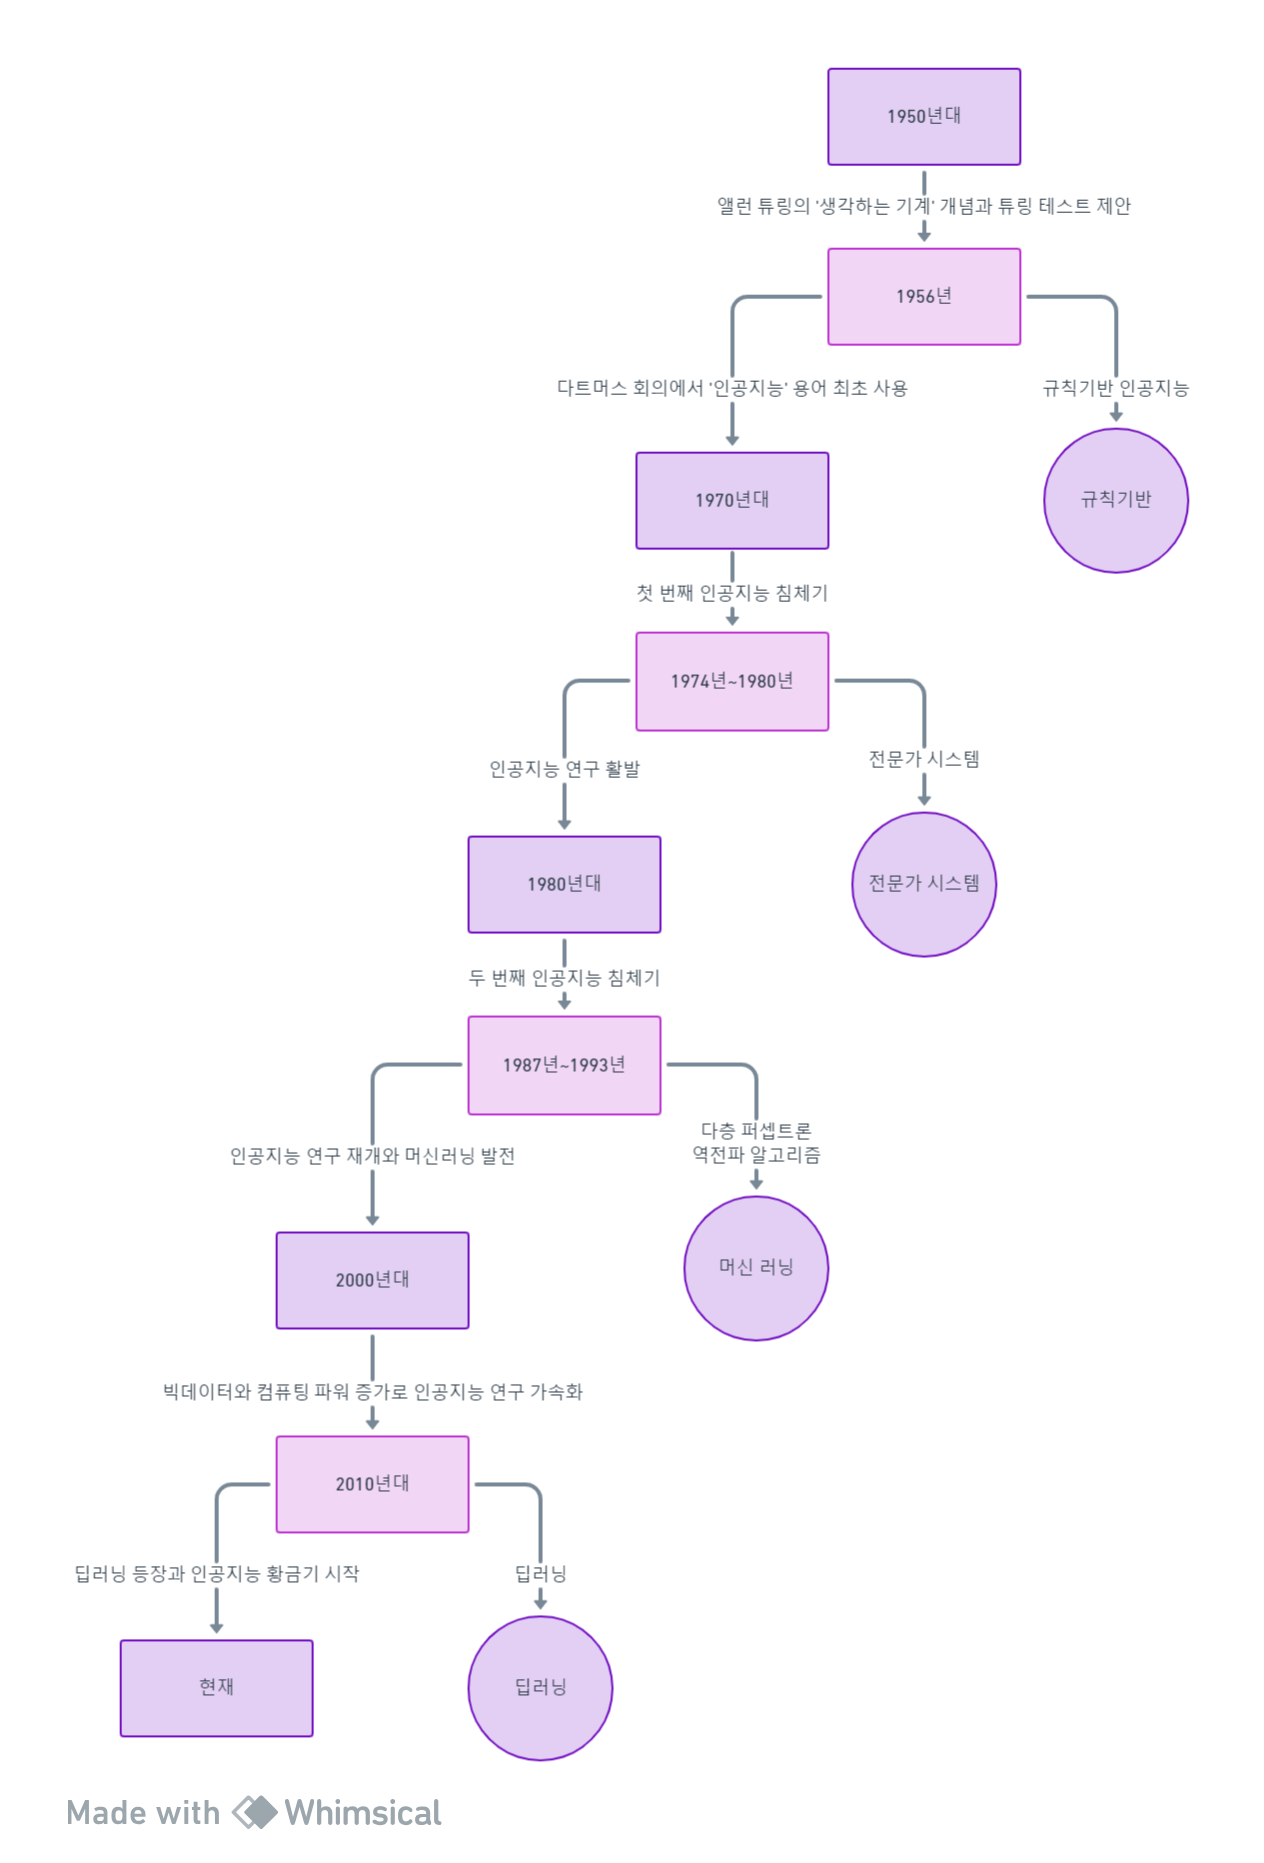 1950년대
앨런 튜링의 '생각하는 기계' 개념과 튜링 테스트 제안
1956년
다트머스 회의에서 '인공지능' 용어 최초 사용
규칙기반 인공지능
1970년대
규칙기반
첫 번째 인공지능 침체기
1974년~1980년
인공지능 연구 활발
전문가 시스템
1980년대
전문가 시스템
두 번째 인공지능 침체기
1987년~1993년
인공지능 연구 재개와 머신러닝 발전
다층 퍼셉트론
역전파 알고리즘
2000년대
머신 러닝
빅데이터와 컴퓨팅 파워 증가로 인공지능 연구 가속화
2010년대
딥러닝 등장과 인공지능 황금기 시작
딥러닝
현재
딥러닝
Made with Whimsical